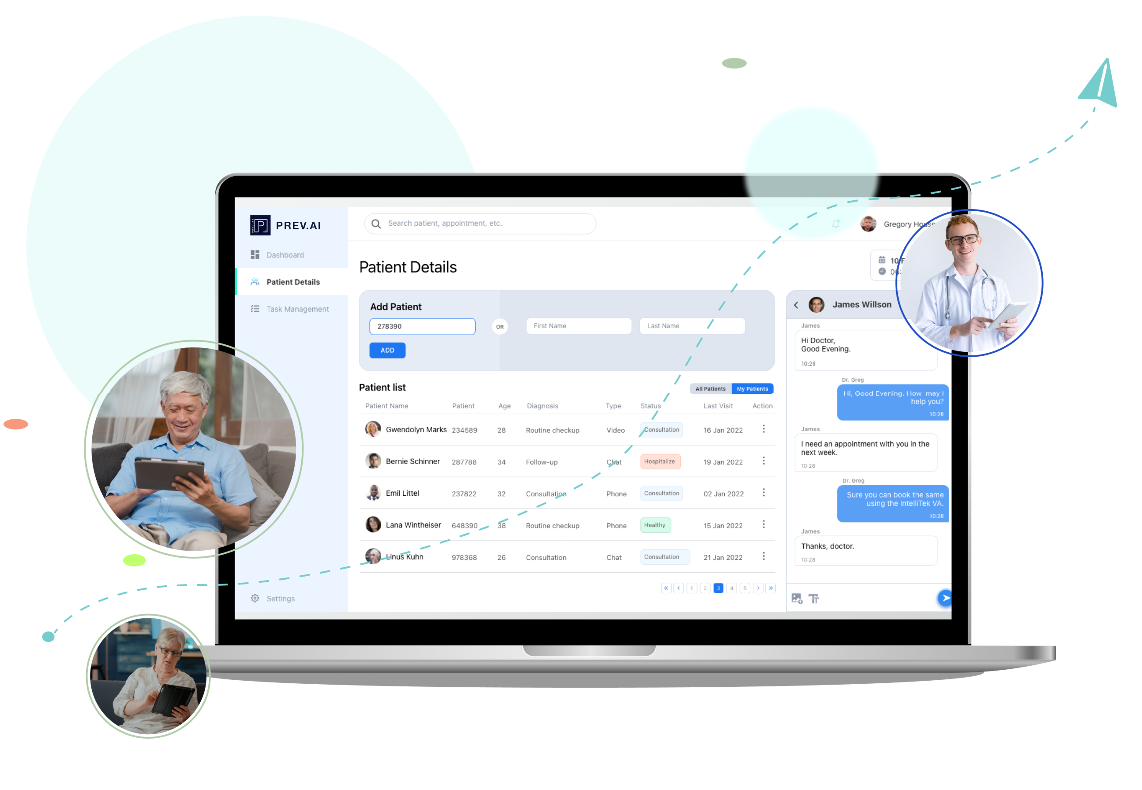 PREV.AI
Search patient, appointment, etc.
Gregory House
Dashboard
Patient Details
Task Management
Settings
Patient Details
10
Add Patient
278390
OR
First Name
Last Name
ADD
Patient list
All Patients
My Patients
Patient Name Patient Age Diagnosis Type Status Last Visit Action
Gwendolyn Marks 234589 28 Routine checkup Video Consultation 16 Jan 2022
Bernie Schinner 287788 34 Follow-up Chat Hospitalize 19 Jan 2022
Emil Littel 237822 32 Consultation Phone Consultation 02 Jan 2022
Lana Wintheiser 648390 38 Routine checkup Phone Healthy 15 Jan 2022
Linus Kuhn 978368 26 Consultation Chat Consultation 21 Jan 2022
« ‹ 1 2 3 4 5 › »
James Willson
James
Hi Doctor,
Good Evening.
10:28
Dr. Greg
Hi, Good Evening. How may I
help you?
10:28
James
I need an appointment with you in the
next week.
10:28
Dr. Greg
Sure you can book the same
using the IntelliTek VA.
10:28
James
Thanks, doctor.
10:28